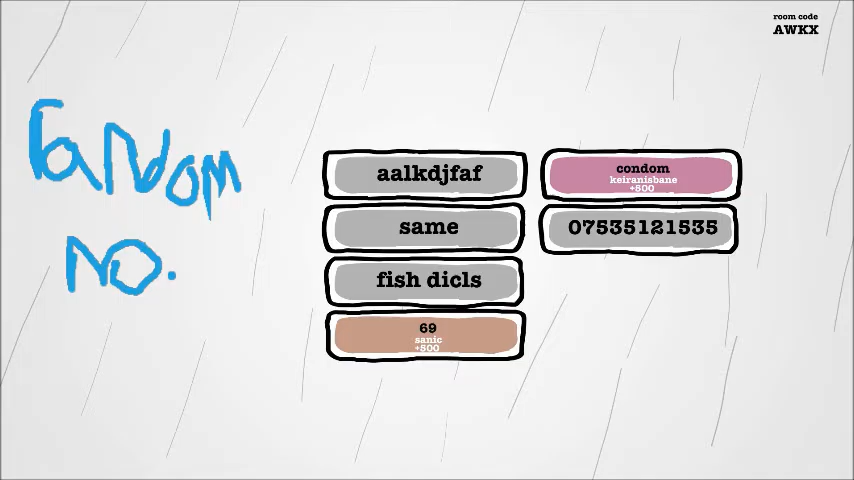 room code
AWKX
random
no.
aalkdjfaf
same
fish dicls
69
sanic
+500
condom
keiranisbane
+500
07535121535